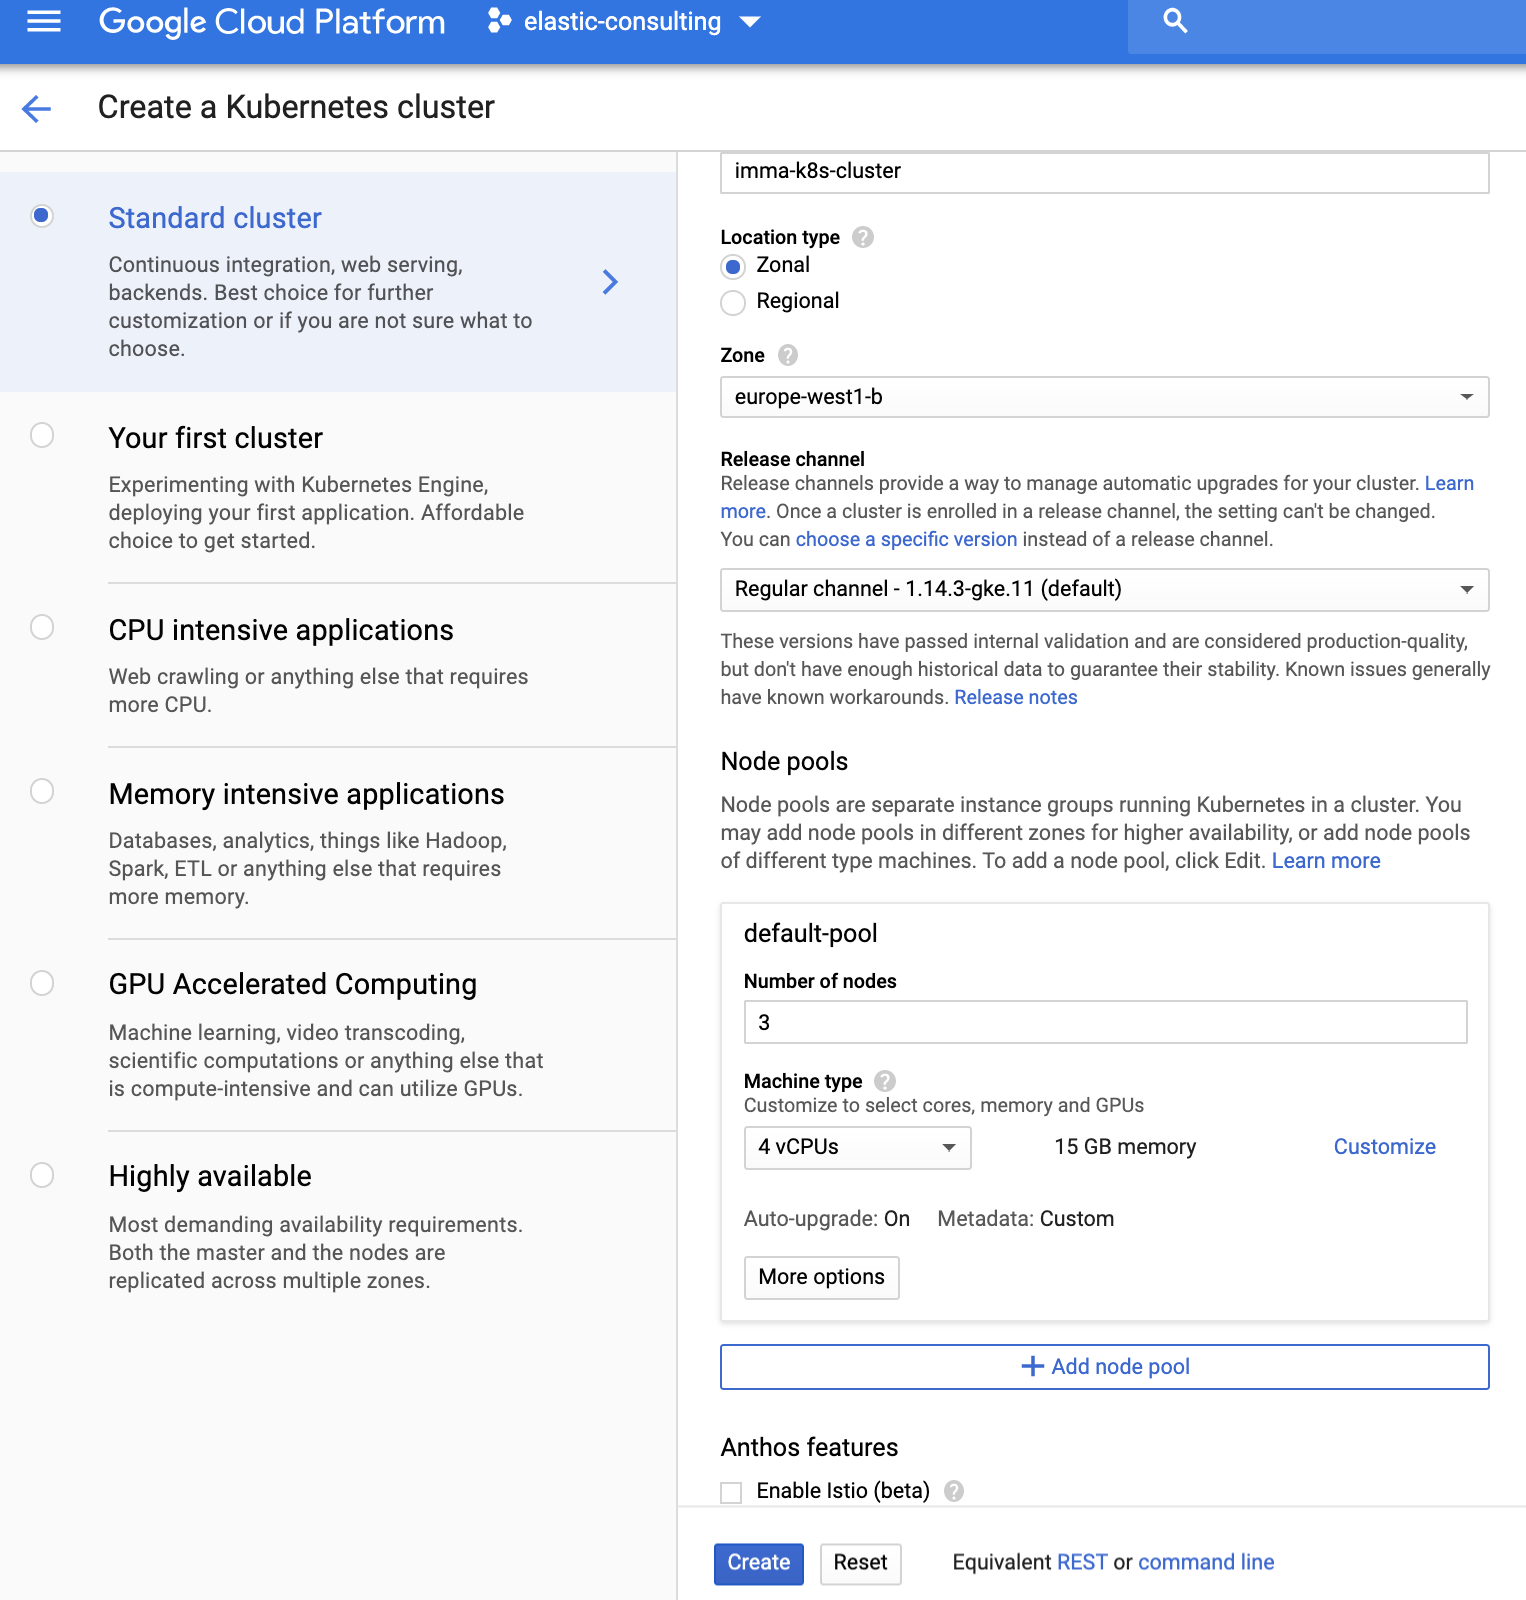 Google Cloud Platform
elastic-consulting
Create a Kubernetes cluster
Standard cluster
Continuous integration, web serving,
backends. Best choice for further
customization or if you are not sure what to
choose.
Your first cluster
Experimenting with Kubernetes Engine,
deploying your first application. Affordable
choice to get started.
CPU intensive applications
Web crawling or anything else that requires
more CPU.
Memory intensive applications
Databases, analytics, things like Hadoop,
Spark, ETL or anything else that requires
more memory.
GPU Accelerated Computing
Machine learning, video transcoding,
scientific computations or anything else that
is compute-intensive and can utilize GPUs.
Highly available
Most demanding availability requirements.
Both the master and the nodes are
replicated across multiple zones.
imma-k8s-cluster
Location type ?
Zonal
Regional
Zone ?
europe-west1-b
Release channel
Release channels provide a way to manage automatic upgrades for your cluster. Learn
more. Once a cluster is enrolled in a release channel, the setting can't be changed.
You can choose a specific version instead of a release channel.
Regular channel - 1.14.3-gke.11 (default)
These versions have passed internal validation and are considered production-quality,
but don't have enough historical data to guarantee their stability. Known issues generally
have known workarounds. Release notes
Node pools
Node pools are separate instance groups running Kubernetes in a cluster. You
may add node pools in different zones for higher availability, or add node pools
of different type machines. To add a node pool, click Edit. Learn more
default-pool
Number of nodes
3
Machine type ?
Customize to select cores, memory and GPUs
4 vCPUs 15 GB memory Customize
Auto-upgrade: On Metadata: Custom
More options
+ Add node pool
Anthos features
Enable Istio (beta) ?
Create Reset Equivalent REST or command line